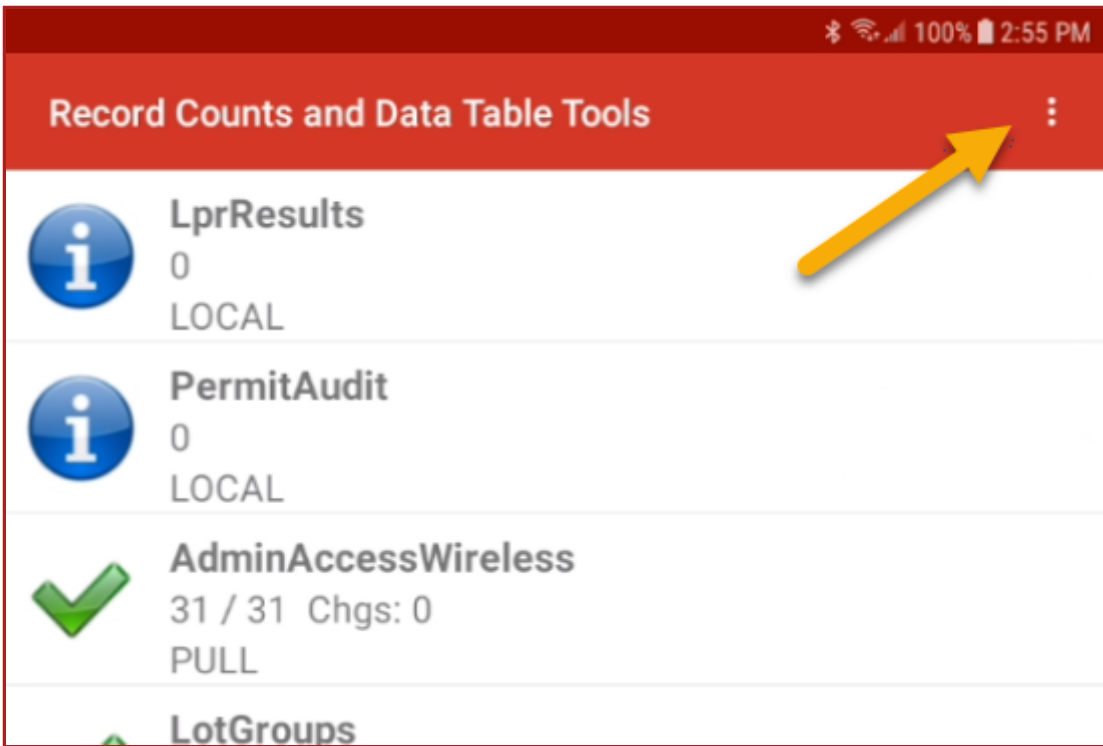 100% 2:55 PM
Record Counts and Data Table Tools
LprResults
0
LOCAL
PermitAudit
0
LOCAL
AdminAccessWireless
31 / 31 Chgs: 0
PULL
LotGroups